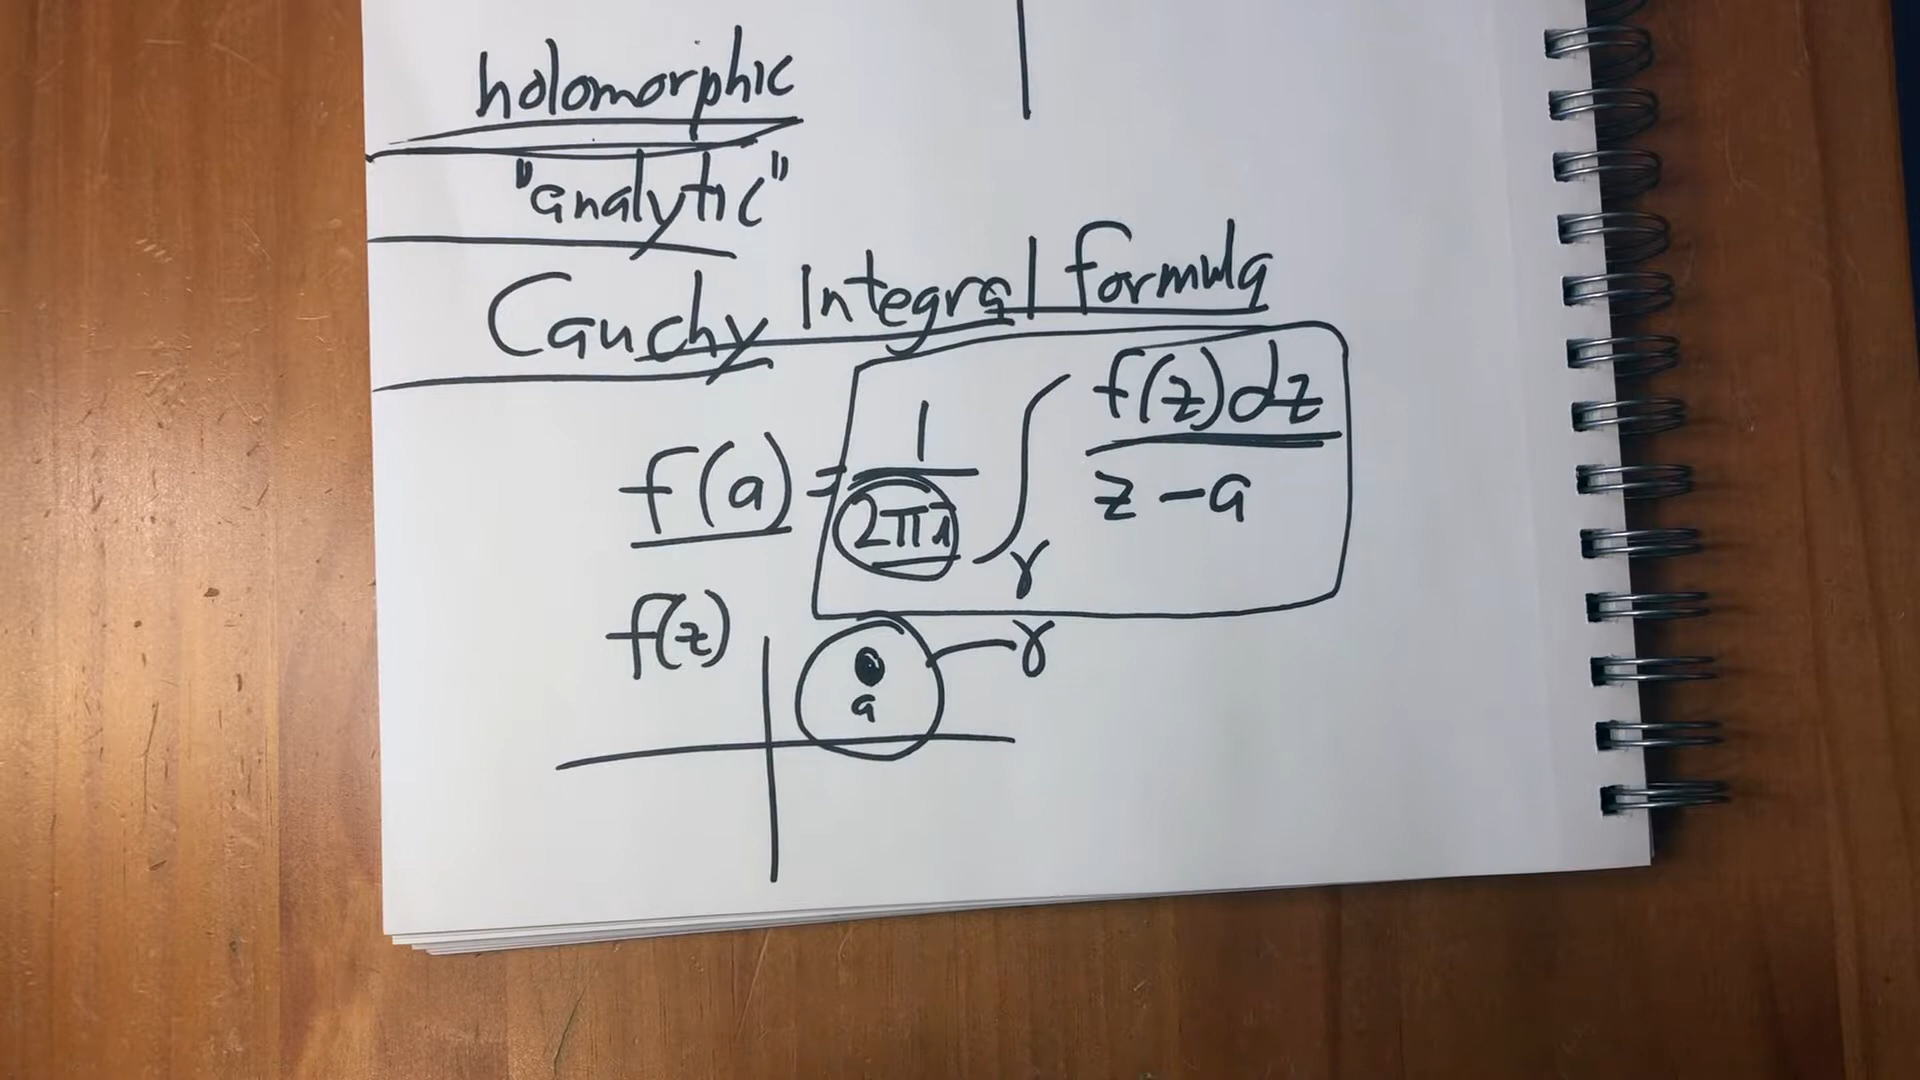 holomorphic
"analytic"
Cauchy Integral formula
f(a) = 1/2πi ∫γ f(z)dz/z-a
f(z)
γ
a